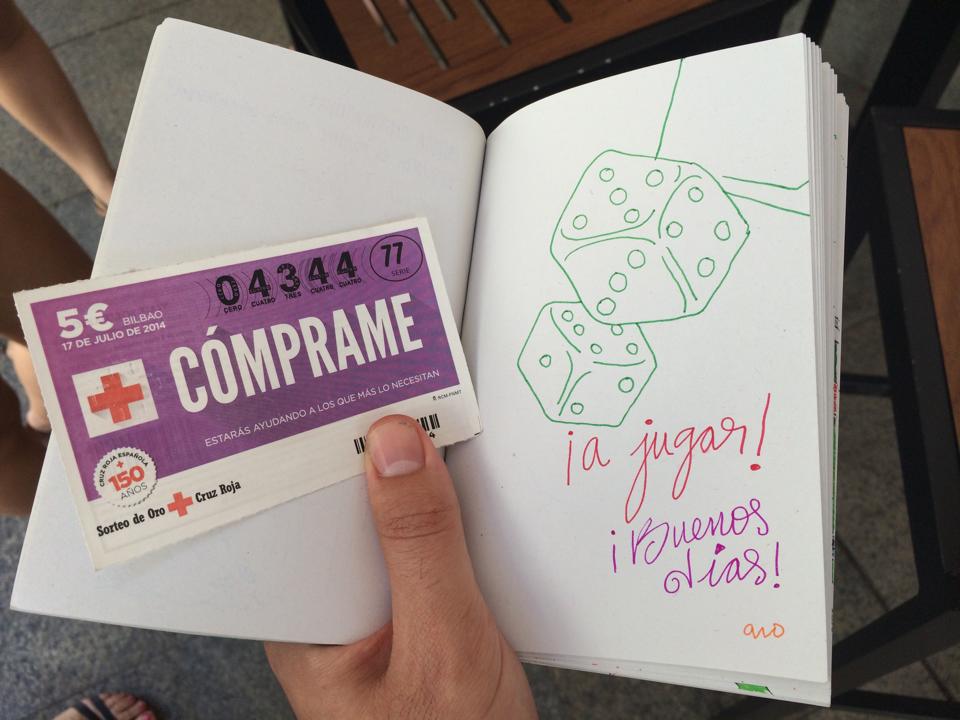 04344
CERO CUATRO TRES CUATRO CUATRO
77
SERIE
5€ BILBAO
17 DE JULIO DE 2014
CÓMPRAME
ESTARÁS AYUDANDO A LOS QUE MÁS LO NECESITAN
CRUZ ROJA ESPAÑOLA
150
AÑOS
Sorteo de Oro Cruz Roja
¡a jugar!
¡Buenos
días!
aro